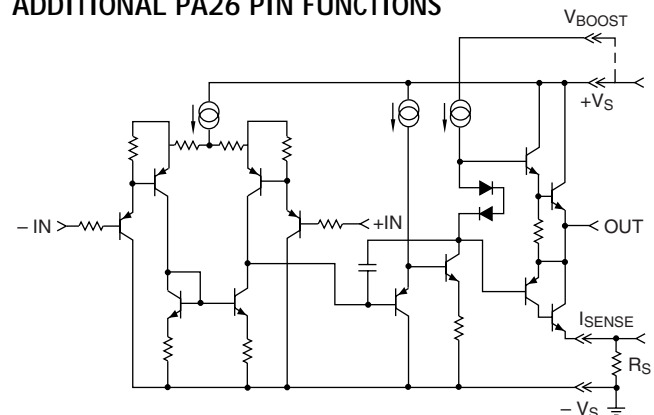 ADDITIONAL PA26 PIN FUNCTIONS
VBOOST
+VS
– IN
+IN
OUT
ISENSE
RS
– VS